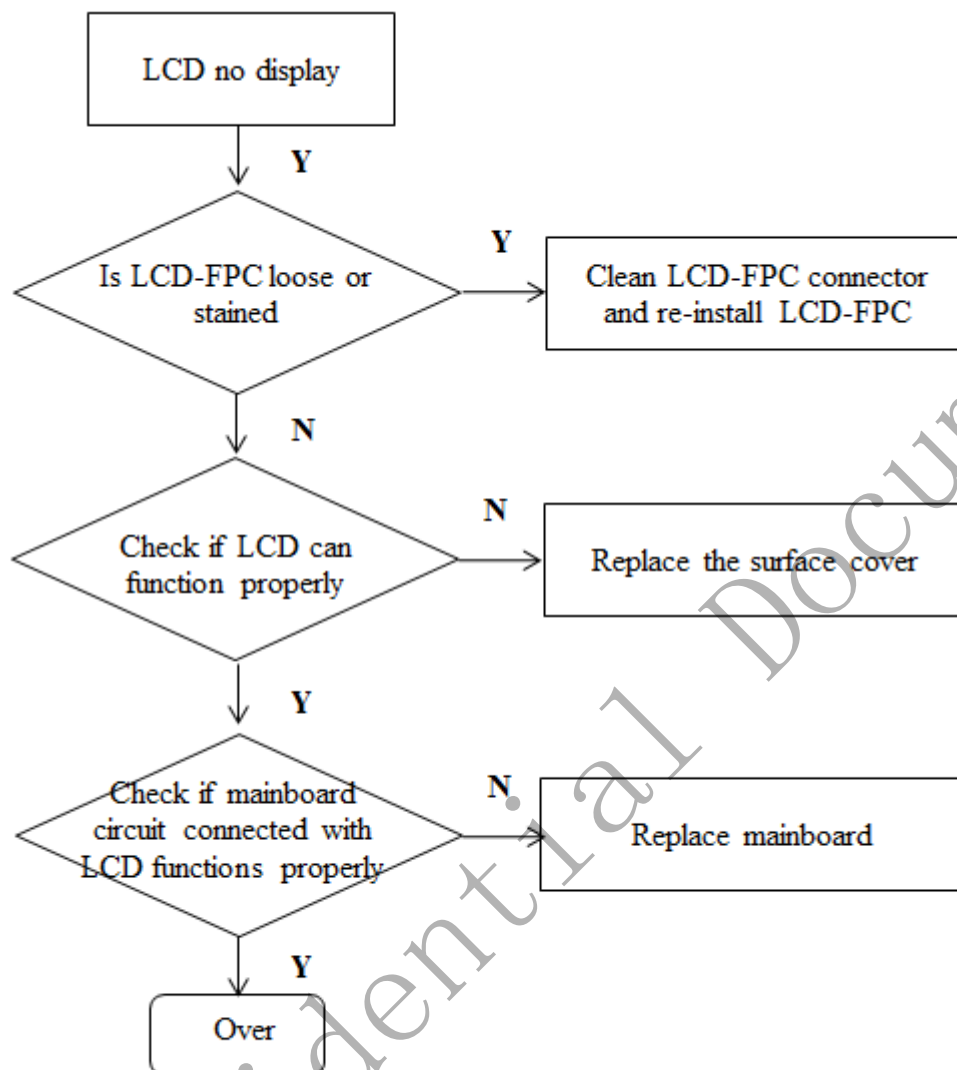 LCD no display
Y
Is LCD-FPC loose or
stained
Y
Clean LCD-FPC connector
and re-install LCD-FPC
N
Check if LCD can
function properly
N
Replace the surface cover
Y
Check if mainboard
circuit connected with
LCD functions properly
N
Replace mainboard
Y
Over